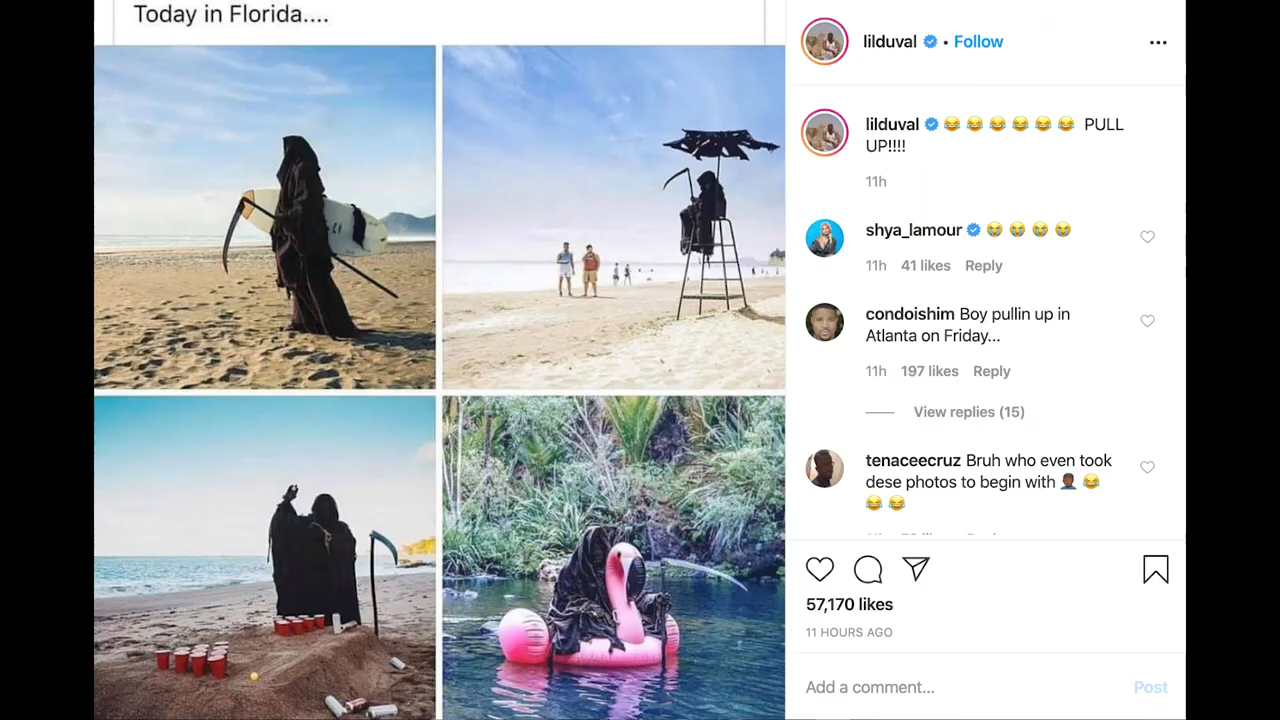 Today in Florida....
lilduval • Follow
lilduval 😂 😂 😂 😂 😂 😂 PULL
UP!!!!
11h
shya_lamour 😭 😭 😭 😭
11h 41 likes Reply
condoishim Boy pullin up in
Atlanta on Friday...
11h 197 likes Reply
View replies (15)
tenaceecruz Bruh who even took
dese photos to begin with 🤦🏾‍♂️ 😂
😂 😂
57,170 likes
11 HOURS AGO
Add a comment... Post